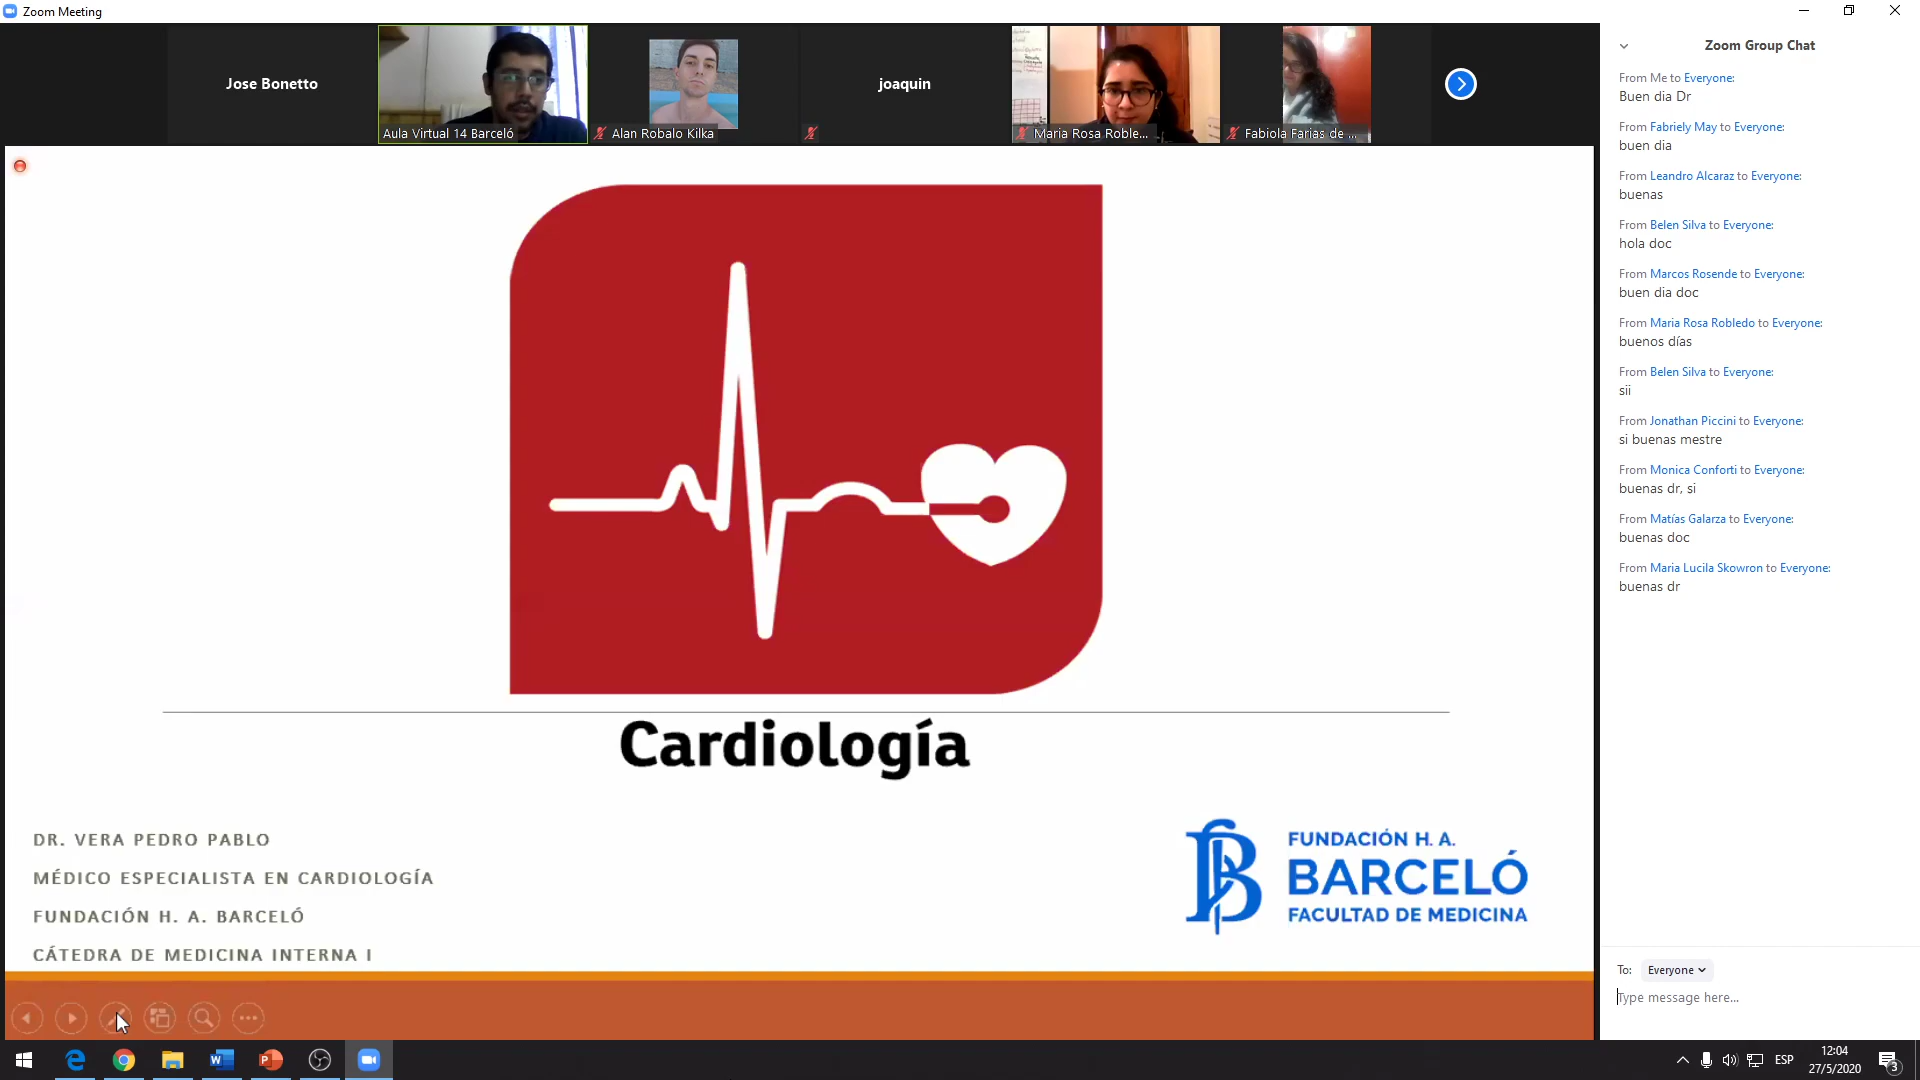 Zoom Meeting
Jose Bonetto
Aula Virtual 14 Barceló
Alan Robalo Kilka
joaquin
Maria Rosa Roble...
Fabiola Farias de ...
Cardiología
DR. VERA PEDRO PABLO
MÉDICO ESPECIALISTA EN CARDIOLOGÍA
FUNDACIÓN H. A. BARCELÓ
CÁTEDRA DE MEDICINA INTERNA I
FUNDACIÓN H. A.
BARCELÓ
FACULTAD DE MEDICINA
Zoom Group Chat
From Me to Everyone:
Buen dia Dr
From Fabriely May to Everyone:
buen dia
From Leandro Alcaraz to Everyone:
buenas
From Belen Silva to Everyone:
hola doc
From Marcos Rosende to Everyone:
buen dia doc
From Maria Rosa Robledo to Everyone:
buenos días
From Belen Silva to Everyone:
sii
From Jonathan Piccini to Everyone:
si buenas mestre
From Monica Conforti to Everyone:
buenas dr, si
From Matías Galarza to Everyone:
buenas doc
From Maria Lucila Skowron to Everyone:
buenas dr
To: Everyone
Type message here...
ESP
12:04
27/5/2020
3